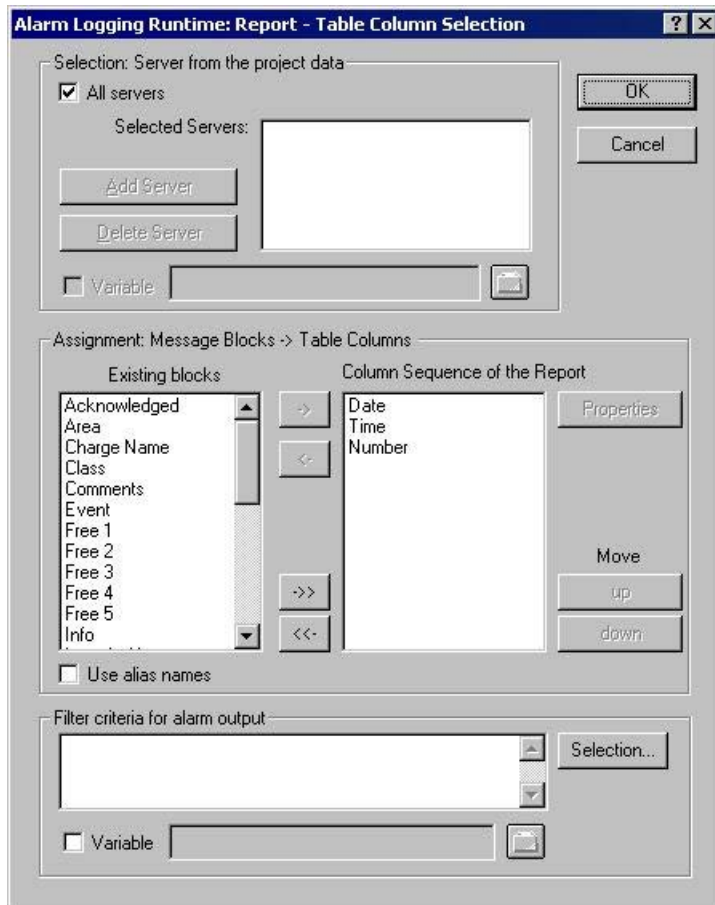 Alarm Logging Runtime: Report - Table Column Selection
Selection: Server from the project data
All servers
OK
Selected Servers:
Cancel
Add Server
Delete Server
Variable
Assignment: Message Blocks -> Table Columns
Existing blocks
Column Sequence of the Report
Acknowledged
Area
Charge Name
Class
Comments
Event
Free 1
Free 2
Free 3
Free 4
Free 5
Info
->
<-
->>
<<-
Date
Time
Number
Properties
Move
up
down
Use alias names
Filter criteria for alarm output
Selection...
Variable